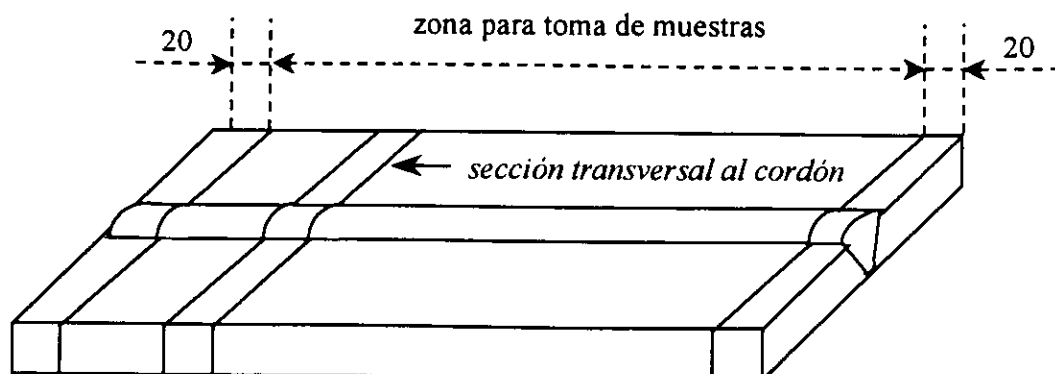 zona para toma de muestras
20
20
sección transversal al cordón